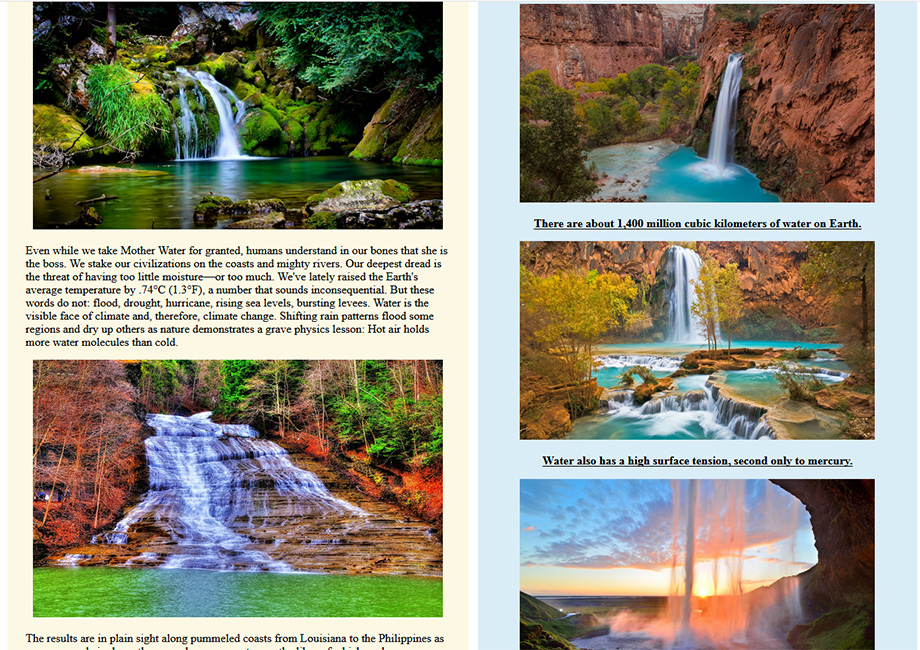 Even while we take Mother Water for granted, humans understand in our bones that she is
the boss. We stake our civilizations on the coasts and mighty rivers. Our deepest dread is
the threat of having too little moisture—or too much. We've lately raised the Earth's
average temperature by .74°C (1.3°F), a number that sounds inconsequential. But these
words do not: flood, drought, hurricane, rising sea levels, bursting levees. Water is the
visible face of climate and, therefore, climate change. Shifting rain patterns flood some
regions and dry up others as nature demonstrates a grave physics lesson: Hot air holds
more water molecules than cold.
The results are in plain sight along pummeled coasts from Louisiana to the Philippines as
There are about 1,400 million cubic kilometers of water on Earth.
Water also has a high surface tension, second only to mercury.